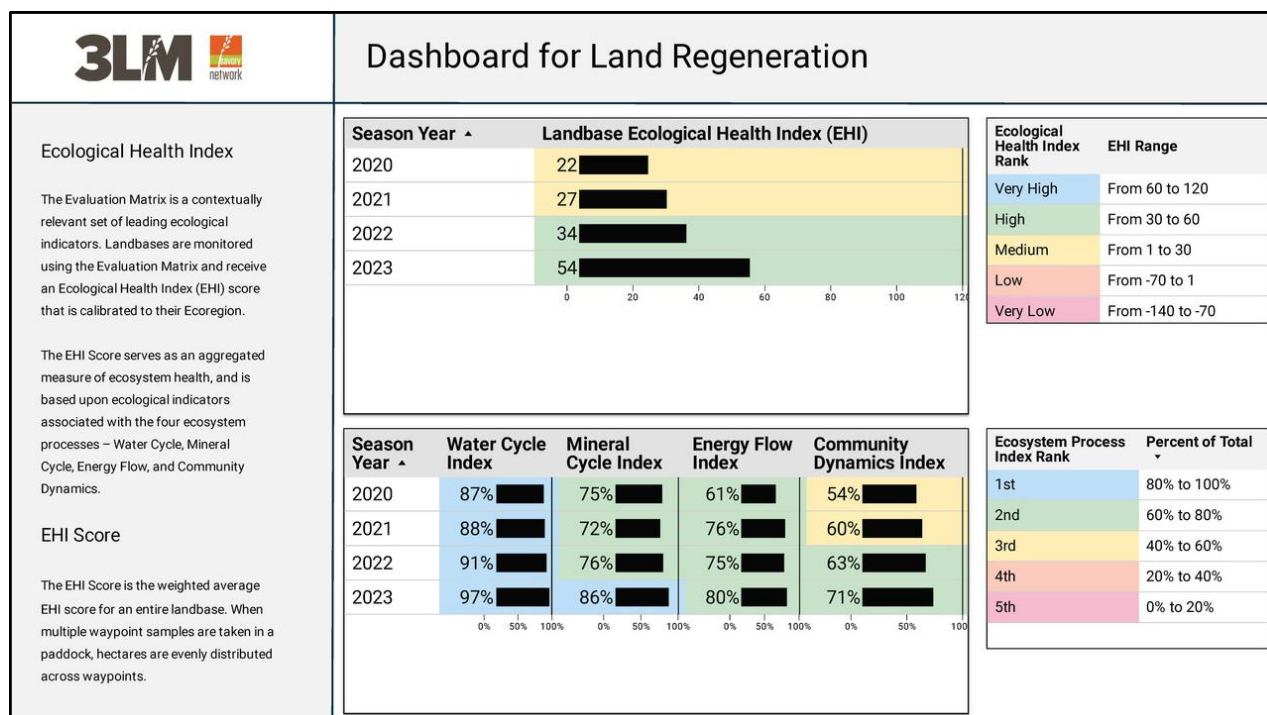 3LM
savory
network
Dashboard for Land Regeneration
Ecological Health Index
The Evaluation Matrix is a contextually
relevant set of leading ecological
indicators. Landbases are monitored
using the Evaluation Matrix and receive
an Ecological Health Index (EHI) score
that is calibrated to their Ecoregion.
The EHI Score serves as an aggregated
measure of ecosystem health, and is
based upon ecological indicators
associated with the four ecosystem
processes – Water Cycle, Mineral
Cycle, Energy Flow, and Community
Dynamics.
EHI Score
The EHI Score is the weighted average
EHI score for an entire landbase. When
multiple waypoint samples are taken in a
paddock, hectares are evenly distributed
across waypoints.
Season Year Landbase Ecological Health Index (EHI)
2020 22
2021 27
2022 34
2023 54
0 20 40 60 80 100 120
Ecological
Health Index EHI Range
Rank
Very High From 60 to 120
High From 30 to 60
Medium From 1 to 30
Low From -70 to 1
Very Low From -140 to -70
Season Water Cycle Mineral Energy Flow Community
Year Index Cycle Index Index Dynamics Index
2020 87% 75% 61% 54%
2021 88% 72% 76% 60%
2022 91% 76% 75% 63%
2023 97% 86% 80% 71%
0% 50% 100% 0% 50% 100% 0% 50% 100% 0% 50% 100
Ecosystem Process Percent of Total
Index Rank
1st 80% to 100%
2nd 60% to 80%
3rd 40% to 60%
4th 20% to 40%
5th 0% to 20%